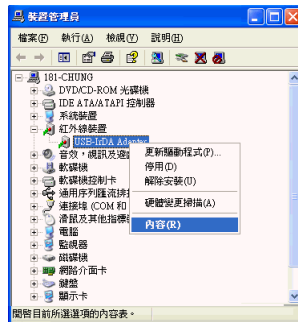 裝置管理員
檔案(F) 執行(A) 檢視(V) 說明(H)
181-CHUNG
DVD/CD-ROM 光碟機
IDE ATA/ATAPI 控制器
系統裝置
紅外線裝置
USB-IrDA Adapter
音效，視訊及遊
軟碟機
軟碟機控制卡
通用序列匯流排
連接埠 (COM 和
滑鼠及其他指標
電腦
監視器
磁碟機
網路介面卡
鍵盤
顯示卡
更新驅動程式(P)...
停用(D)
解除安裝(U)
硬體變更掃描(A)
內容(R)
開啓目前所選選項的內容表。